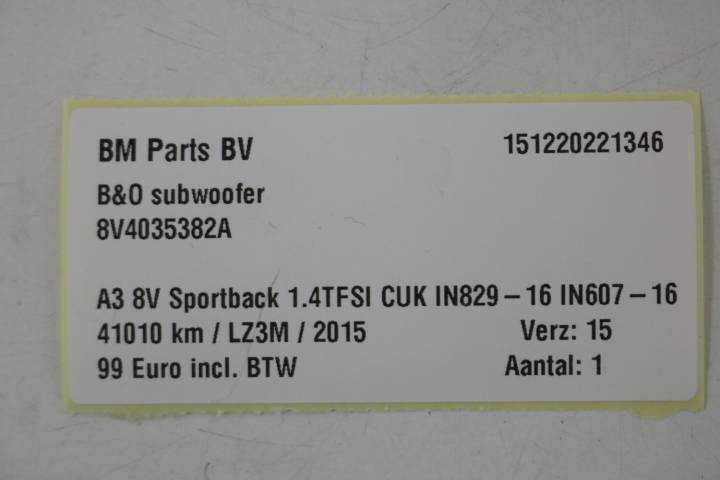 BM Parts BV 151220221346
B&O subwoofer
8V4035382A
A3 8V Sportback 1.4TFSI CUK IN829 – 16 IN607 – 16
41010 km / LZ3M / 2015 Verz: 15
99 Euro incl. BTW Aantal: 1